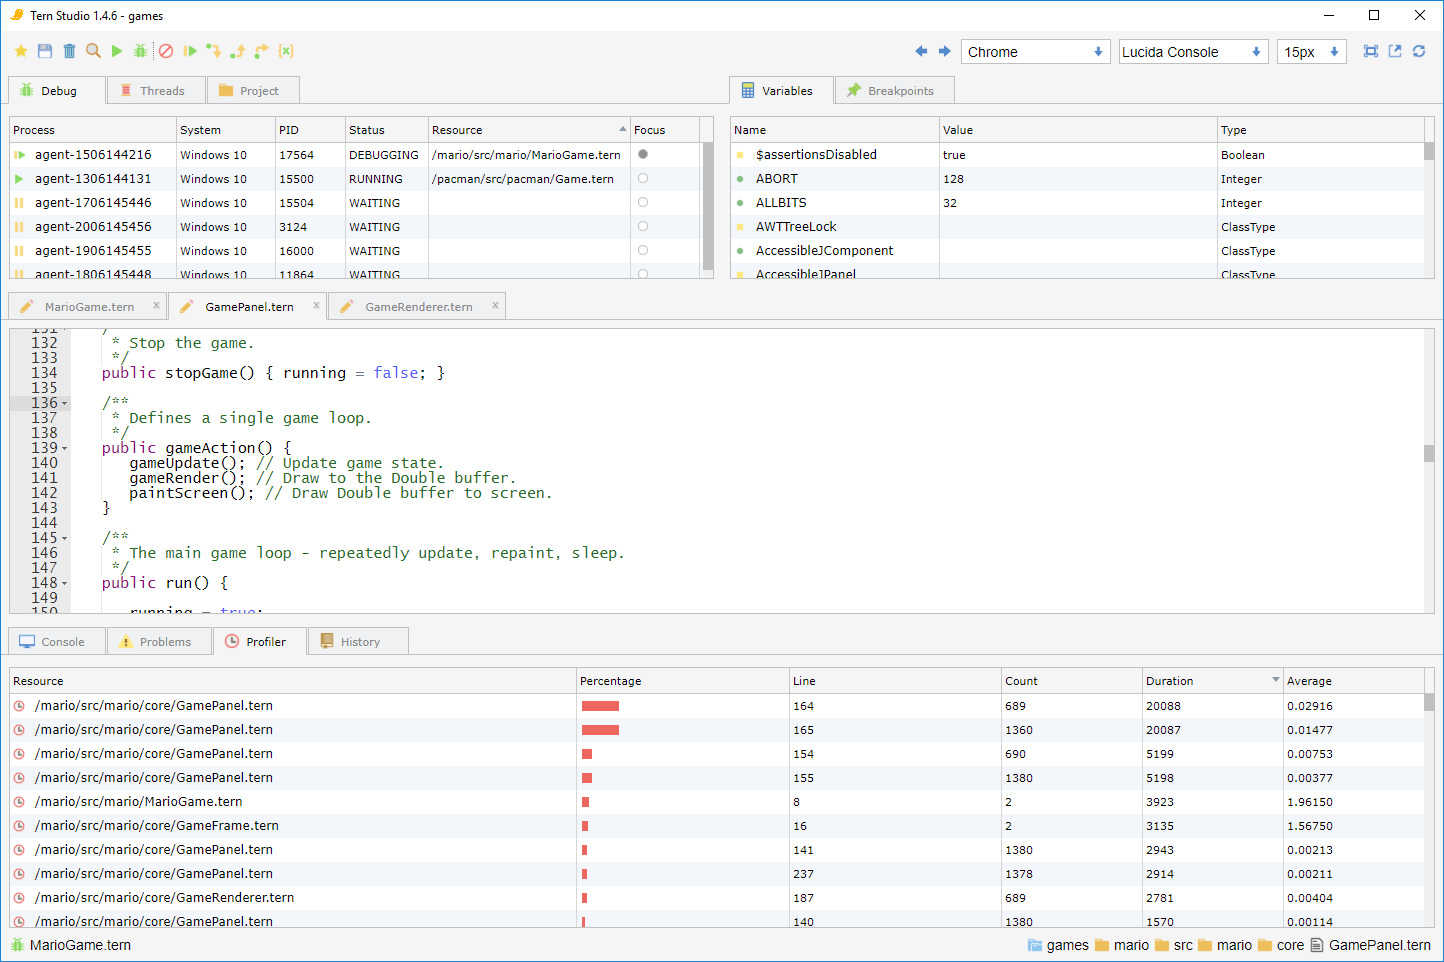 Tern Studio 1.4.6 - games
Chrome
Lucida Console
15px
Debug
Threads
Project
Variables
Breakpoints
Process System PID Status Resource Focus
agent-1506144216 Windows 10 17564 DEBUGGING /mario/src/mario/MarioGame.tern
agent-1306144131 Windows 10 15500 RUNNING /pacman/src/pacman/Game.tern
agent-1706145446 Windows 10 15504 WAITING
agent-2006145456 Windows 10 3124 WAITING
agent-1906145455 Windows 10 16000 WAITING
agent-1806145448 Windows 10 11864 WAITING
Name Value Type
$assertionsDisabled true Boolean
ABORT 128 Integer
ALLBITS 32 Integer
AWTTreeLock ClassType
AccessibleJComponent ClassType
AccessibleJPanel ClassType
MarioGame.tern x
GamePanel.tern x
GameRenderer.tern x
131 /
132 * Stop the game.
133 */
134 public stopGame() { running = false; }
135
136 /**
137 * Defines a single game loop.
138 */
139 public gameAction() {
140 gameUpdate(); // Update game state.
141 gameRender(); // Draw to the Double buffer.
142 paintScreen(); // Draw Double buffer to screen.
143 }
144
145 /**
146 * The main game loop - repeatedly update, repaint, sleep.
147 */
148 public run() {
149
150 running = true;
Console
Problems
Profiler
History
Resource Percentage Line Count Duration Average
/mario/src/mario/core/GamePanel.tern 164 689 20088 0.02916
/mario/src/mario/core/GamePanel.tern 165 1360 20087 0.01477
/mario/src/mario/core/GamePanel.tern 154 690 5199 0.00753
/mario/src/mario/core/GamePanel.tern 155 1380 5198 0.00377
/mario/src/mario/MarioGame.tern 8 2 3923 1.96150
/mario/src/mario/core/GameFrame.tern 16 2 3135 1.56750
/mario/src/mario/core/GamePanel.tern 141 1380 2943 0.00213
/mario/src/mario/core/GamePanel.tern 237 1378 2914 0.00211
/mario/src/mario/core/GameRenderer.tern 187 689 2781 0.00404
/mario/src/mario/core/GamePanel.tern 140 1380 1570 0.00114
MarioGame.tern
games mario src mario core GamePanel.tern